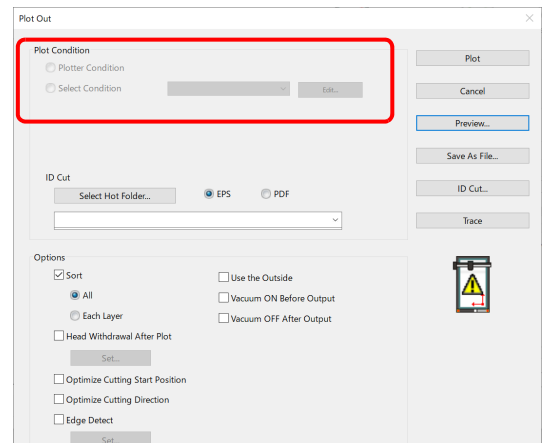 Plot Out
Plot Condition
Plotter Condition
Select Condition
Edit...
Plot
Cancel
Preview...
Save As File...
ID Cut...
Trace
ID Cut
Select Hot Folder...
EPS
PDF
Options
Sort
All
Each Layer
Head Withdrawal After Plot
Set...
Optimize Cutting Start Position
Optimize Cutting Direction
Edge Detect
Set...
Use the Outside
Vacuum ON Before Output
Vacuum OFF After Output